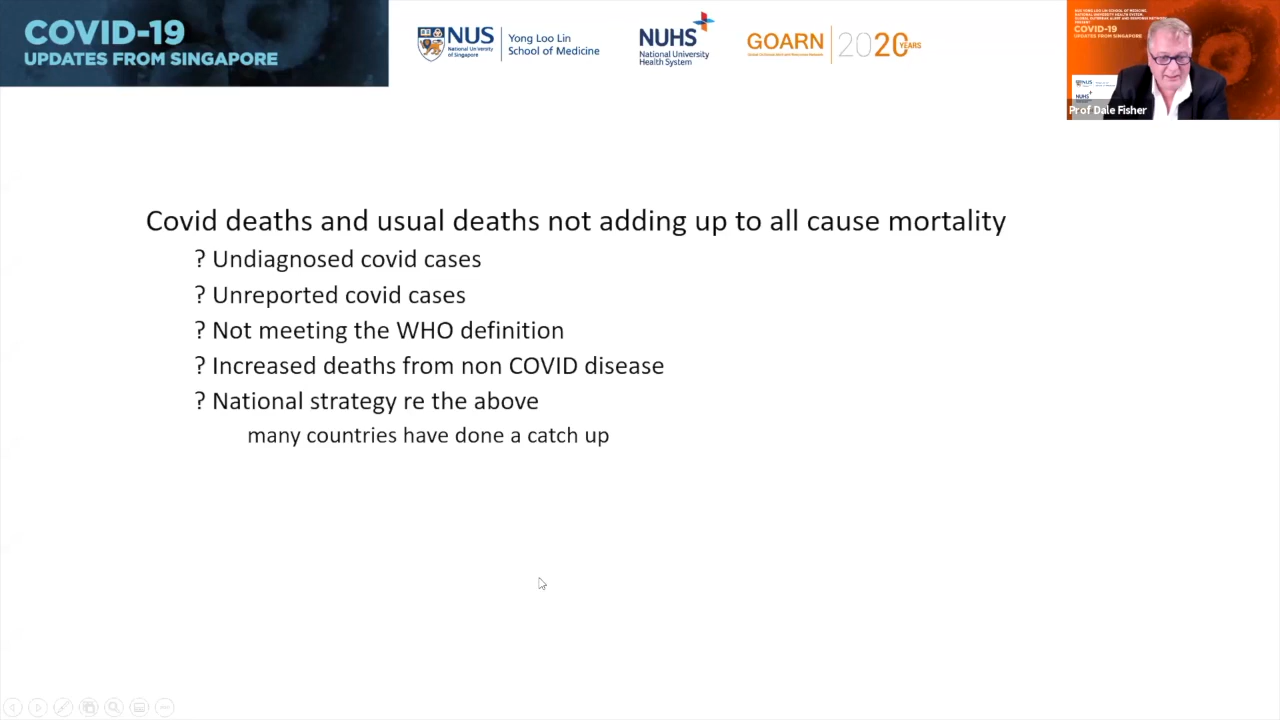 COVID-19
UPDATES FROM SINGAPORE
NUS
National University
of Singapore
Yong Loo Lin
School of Medicine
NUHS
National University
Health System
GOARN
2020 YEARS
COVID-19
UPDATES FROM SINGAPORE
NUS
NUHS
Prof Dale Fisher
Covid deaths and usual deaths not adding up to all cause mortality
? Undiagnosed covid cases
? Unreported covid cases
? Not meeting the WHO definition
? Increased deaths from non COVID disease
? National strategy re the above
many countries have done a catch up